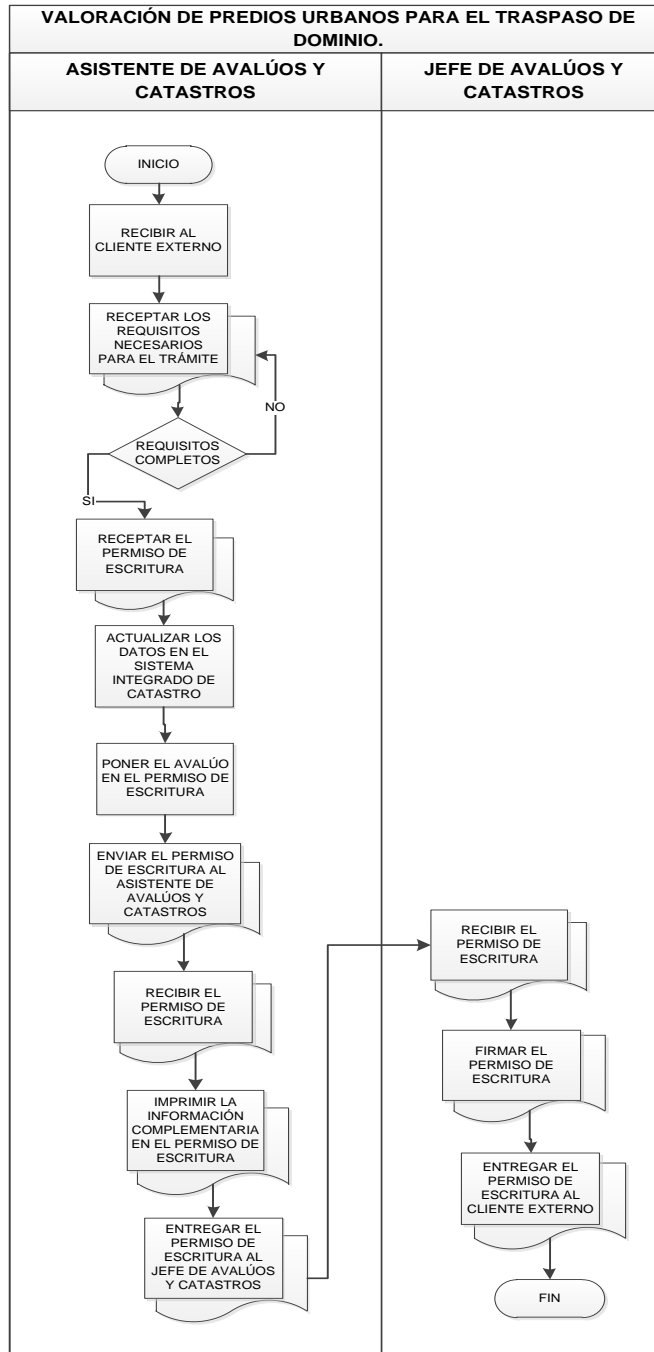 VALORACIÓN DE PREDIOS URBANOS PARA EL TRASPASO DE
DOMINIO.
ASISTENTE DE AVALÚOS Y
CATASTROS
JEFE DE AVALÚOS Y
CATASTROS
INICIO
RECIBIR AL
CLIENTE EXTERNO
RECEPTAR LOS
REQUISITOS
NECESARIOS
PARA EL TRÁMITE
NO
REQUISITOS
COMPLETOS
SI
RECEPTAR EL
PERMISO DE
ESCRITURA
ACTUALIZAR LOS
DATOS EN EL
SISTEMA
INTEGRADO DE
CATASTRO
PONER EL AVALÚO
EN EL PERMISO DE
ESCRITURA
ENVIAR EL PERMISO
DE ESCRITURA AL
ASISTENTE DE
AVALÚOS Y
CATASTROS
RECIBIR EL
PERMISO DE
ESCRITURA
IMPRIMIR LA
INFORMACIÓN
COMPLEMENTARIA
EN EL PERMISO DE
ESCRITURA
ENTREGAR EL
PERMISO DE
ESCRITURA AL
JEFE DE AVALÚOS
Y CATASTROS
RECIBIR EL
PERMISO DE
ESCRITURA
FIRMAR EL
PERMISO DE
ESCRITURA
ENTREGAR EL
PERMISO DE
ESCRITURA AL
CLIENTE EXTERNO
FIN